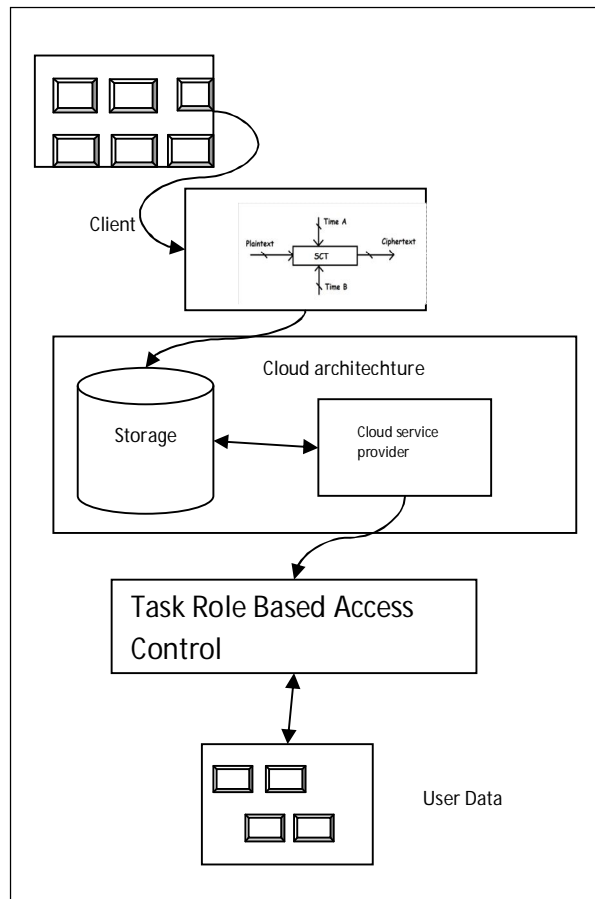 Client
Time A
Plaintext
SCT
Ciphertext
Time B
Cloud architechture
Storage
Cloud service
provider
Task Role Based Access
Control
User Data